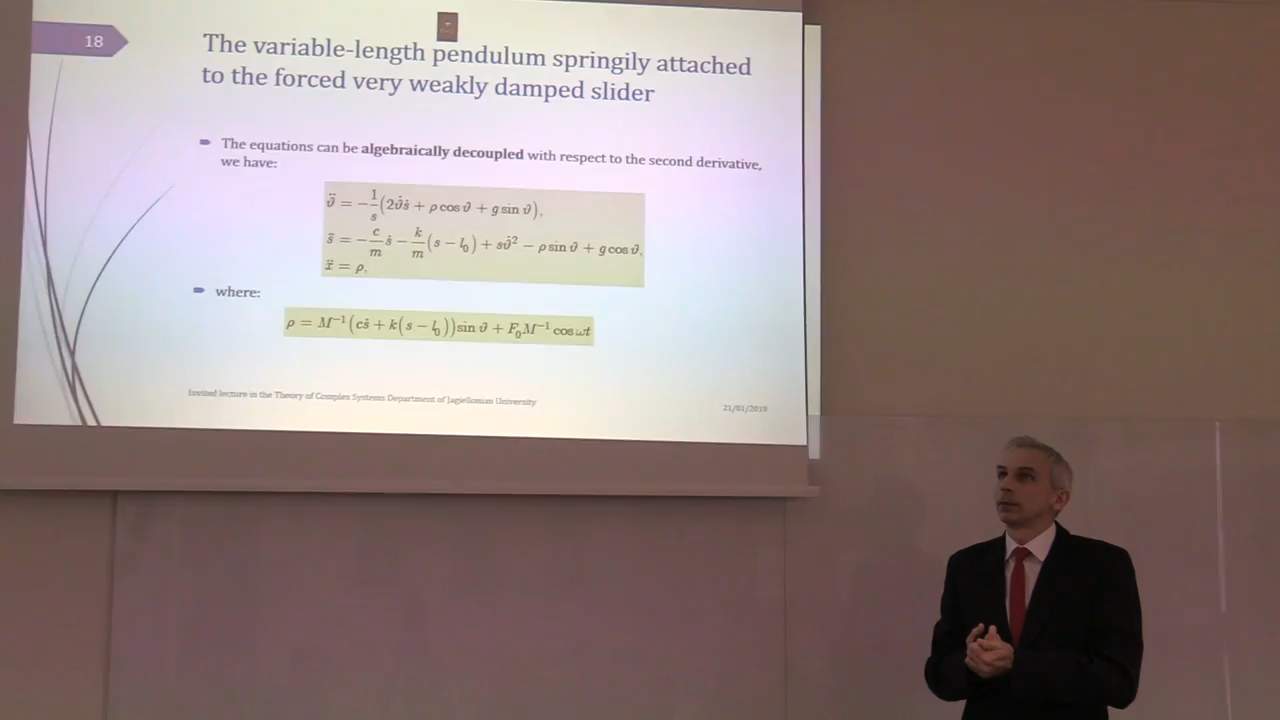 18
The variable-length pendulum springily attached
to the forced very weakly damped slider
The equations can be algebraically decoupled with respect to the second derivative,
we have:
ϑ̈ = −1/s (2ϑ̇ṡ + ρ cos ϑ + g sin ϑ),
s̈ = −c/m ṡ − k/m (s − l₀) + sϑ̇² − ρ sin ϑ + g cos ϑ,
ẍ = ρ,
where:
ρ = M⁻¹(cṡ + k(s − l₀)) sin ϑ + F₀M⁻¹ cos ωt
Invited lecture in the Theory of Complex Systems Department of Jagiellonian University
21/01/2019